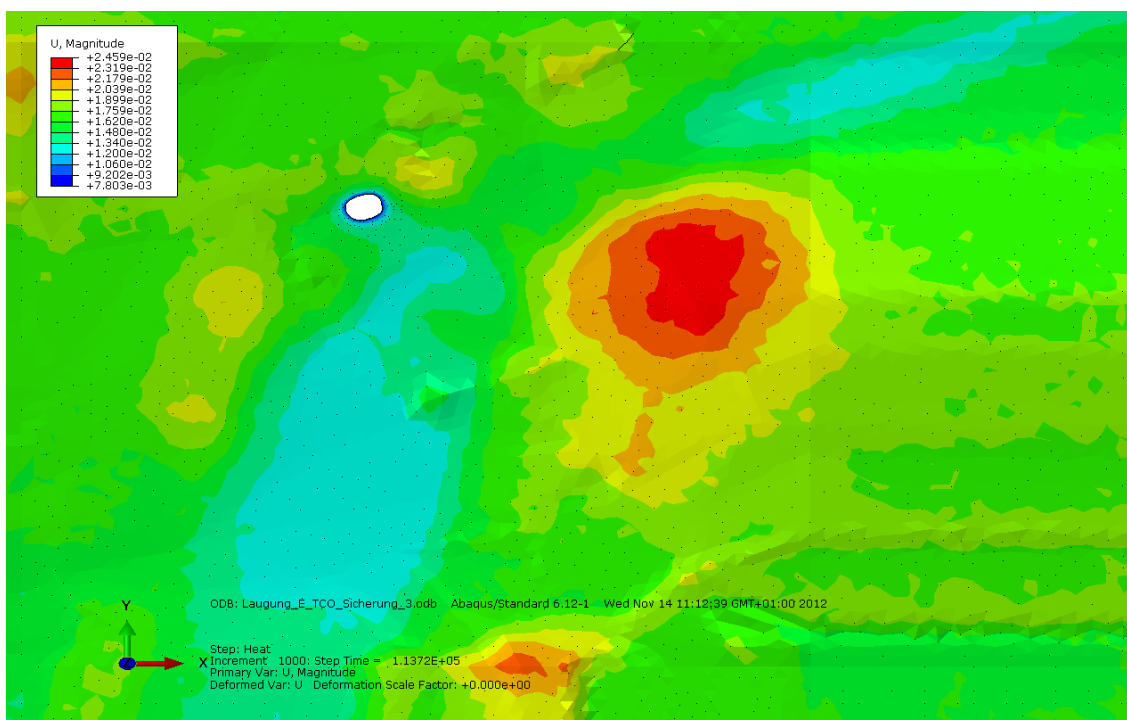 U, Magnitude
+2.459e-02
+2.319e-02
+2.179e-02
+2.039e-02
+1.899e-02
+1.759e-02
+1.620e-02
+1.480e-02
+1.340e-02
+1.200e-02
+1.060e-02
+9.202e-03
+7.803e-03
Y
X
ODB: Laugung_E_TCO_Sicherung_3.odb Abaqus/Standard 6.12-1 Wed Nov 14 11:12:39 GMT+01:00 2012
Step: Heat
Increment 1000: Step Time = 1.1372E+05
Primary Var: U, Magnitude
Deformed Var: U Deformation Scale Factor: +0.000e+00